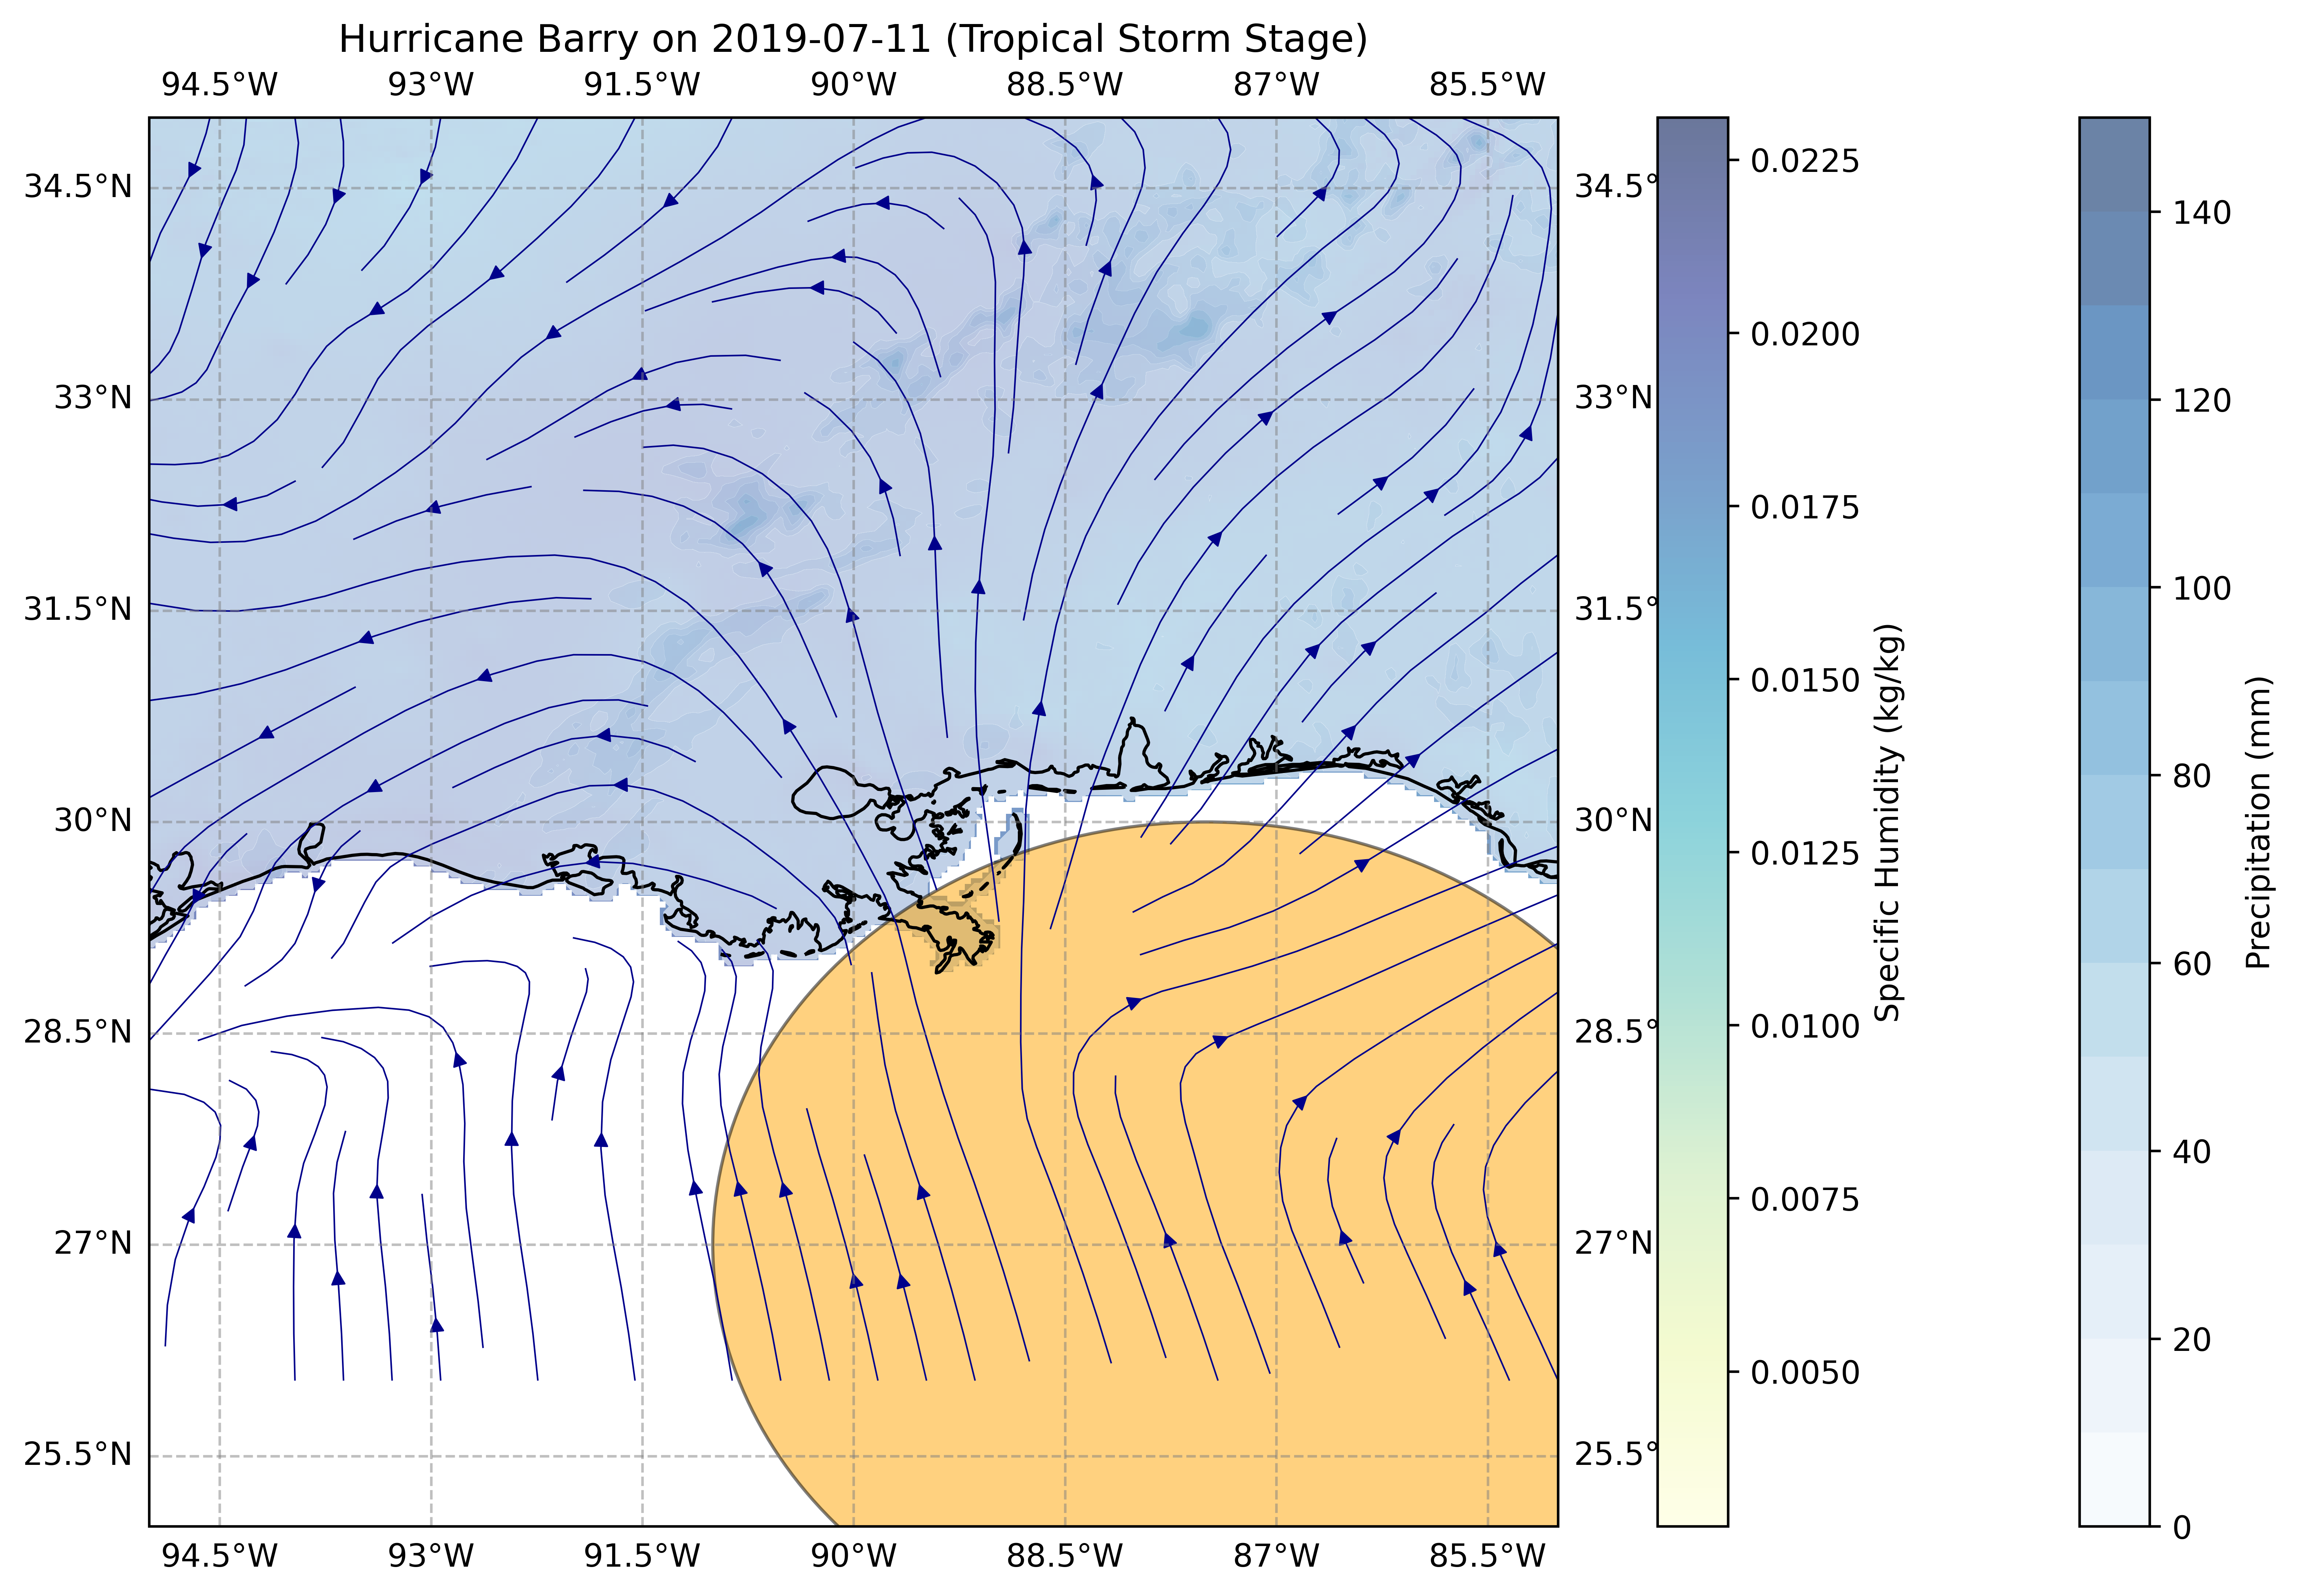 Hurricane Barry on 2019-07-11 (Tropical Storm Stage)
94.5°W 93°W 91.5°W 90°W 88.5°W 87°W 85.5°W
34.5°N 34.5°
33°N 33°N
31.5°N 31.5°
30°N 30°N
28.5°N 28.5°
27°N 27°N
25.5°N 25.5°
94.5°W 93°W 91.5°W 90°W 88.5°W 87°W 85.5°W
0.0225
0.0200
0.0175
0.0150
0.0125
0.0100
0.0075
0.0050
Specific Humidity (kg/kg)
140
120
100
80
60
40
20
0
Precipitation (mm)